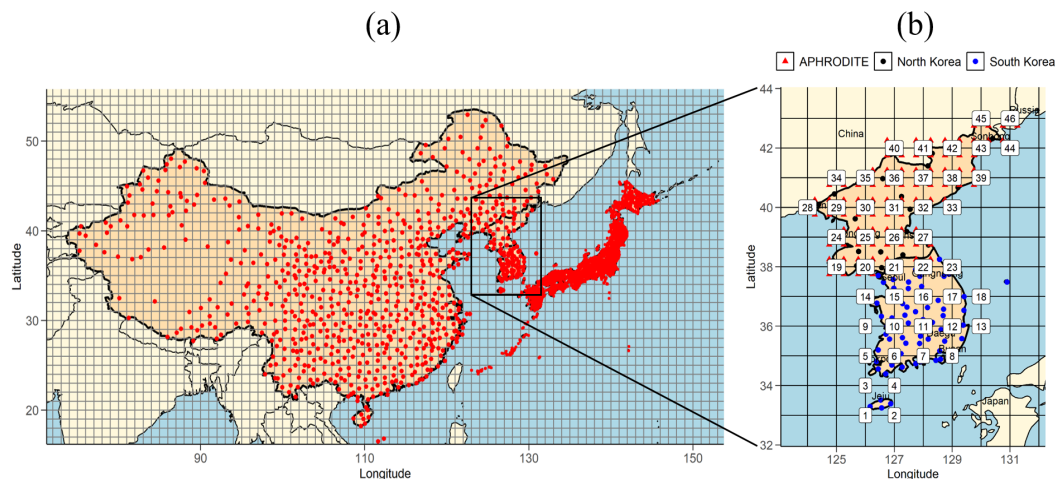 (a)
(b)
APHRODITE North Korea South Korea
Latitude
50
40
30
20
90 110 130 150
Longitude
Latitude
44
42
40
38
36
34
32
Russia
China
Japan
Jeju
45 46
40 41 42 43 44
34 35 36 37 38 39
28 29 30 31 32 33
24 25 26 27
19 20 21 22 23
14 15 16 17 18
9 10 11 12 13
5 6 7 8
3 4
1 2
125 127 129 131
Longitude